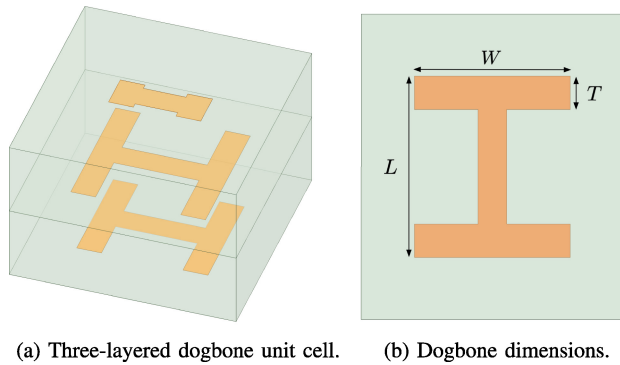 W
T
L
(a) Three-layered dogbone unit cell.
(b) Dogbone dimensions.